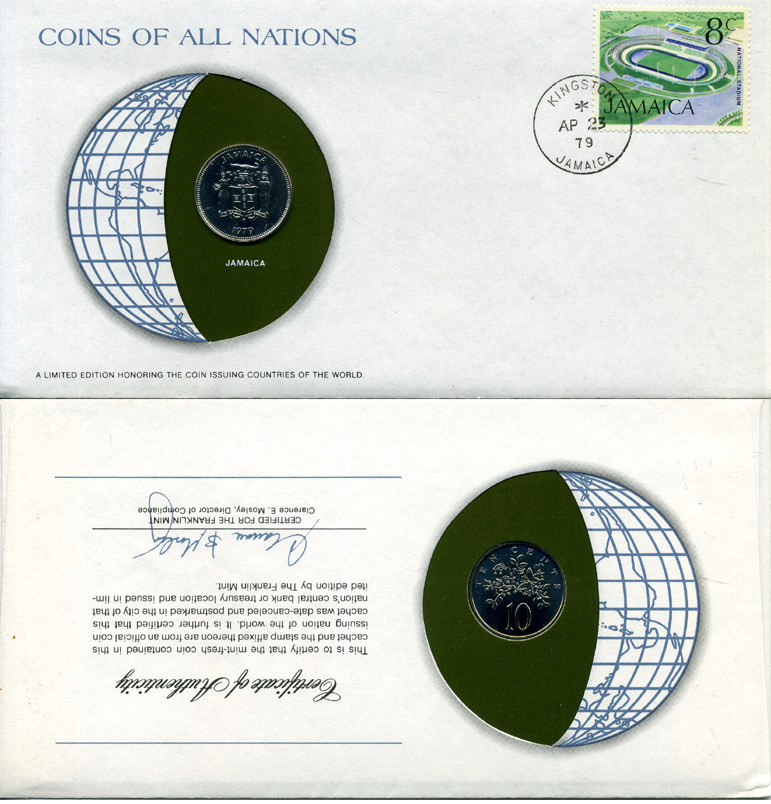 COINS OF ALL NATIONS
8c
NATIONAL STADIUM
JAMAICA
KINGSTON
*
AP 23
79
JAMAICA
JAMAICA
1979
JAMAICA
A LIMITED EDITION HONORING THE COIN ISSUING COUNTRIES OF THE WORLD.
Certificate of Authenticity
This is to certify that the mint-fresh coin contained in this
cachet and the stamp affixed thereon are from an official coin
issuing nation of the world. It is further certified that this
cachet was date-canceled and postmarked in the city of that
nation's central bank or treasury location and issued in lim-
ited edition by The Franklin Mint.
CERTIFIED FOR THE FRANKLIN MINT
Clarence E. Mosley, Director of Compliance
TEN CENTS
10